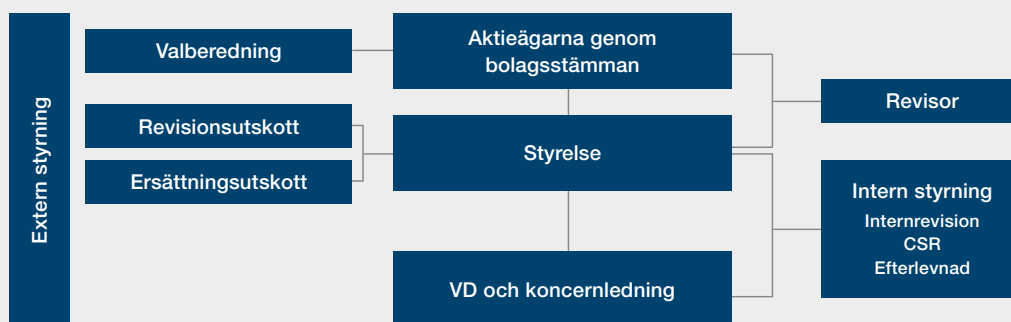 Extern styrning
Valberedning
Aktieägarna genom
bolagsstämman
Revisor
Revisionsutskott
Styrelse
Ersättningsutskott
Intern styrning
Internrevision
CSR
Efterlevnad
VD och koncernledning